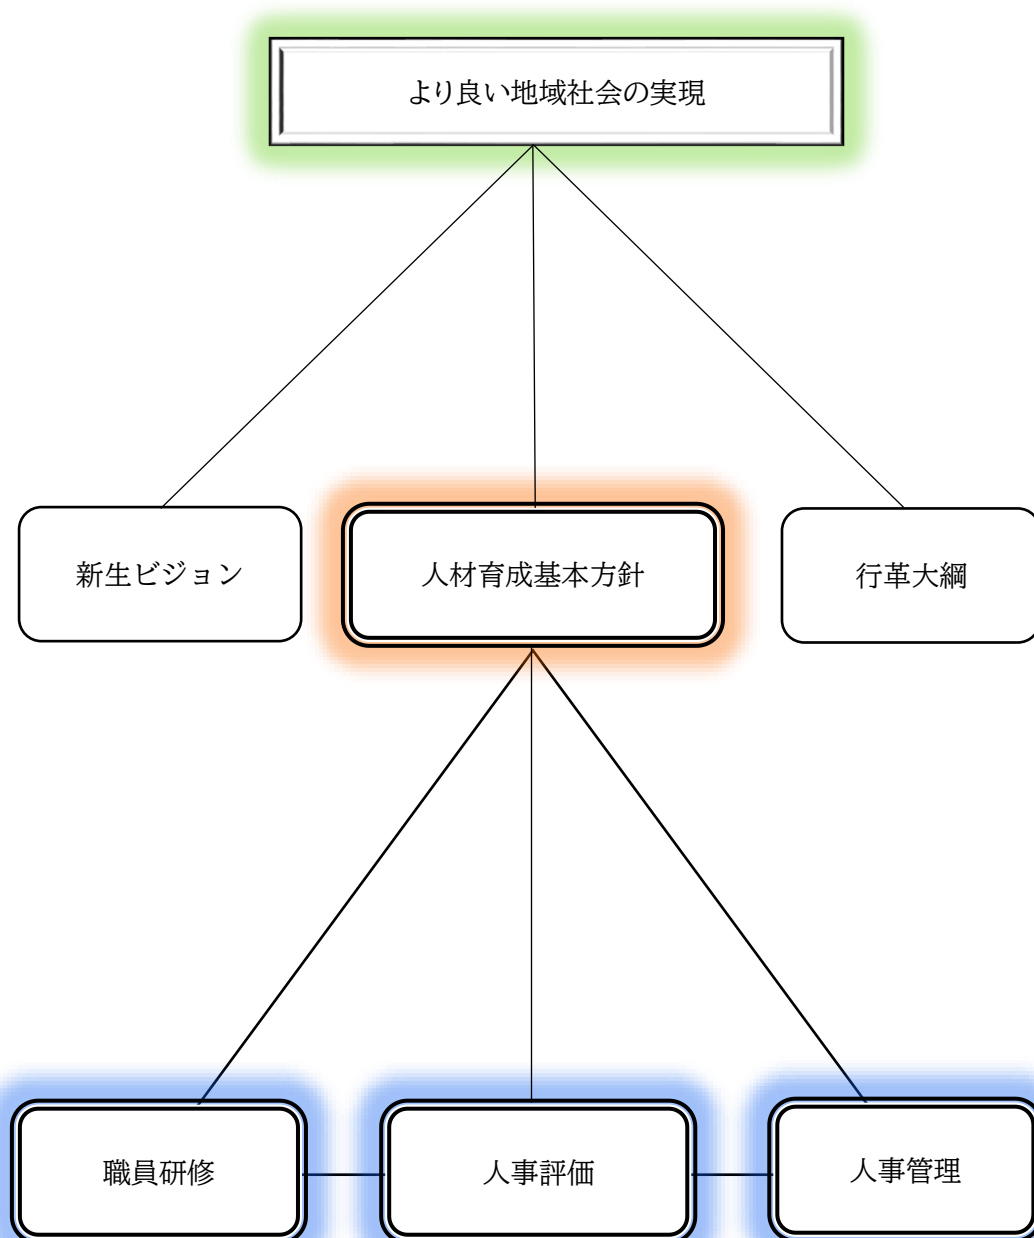 より良い地域社会の実現
新生ビジョン
人材育成基本方針
行革大綱
職員研修
人事評価
人事管理